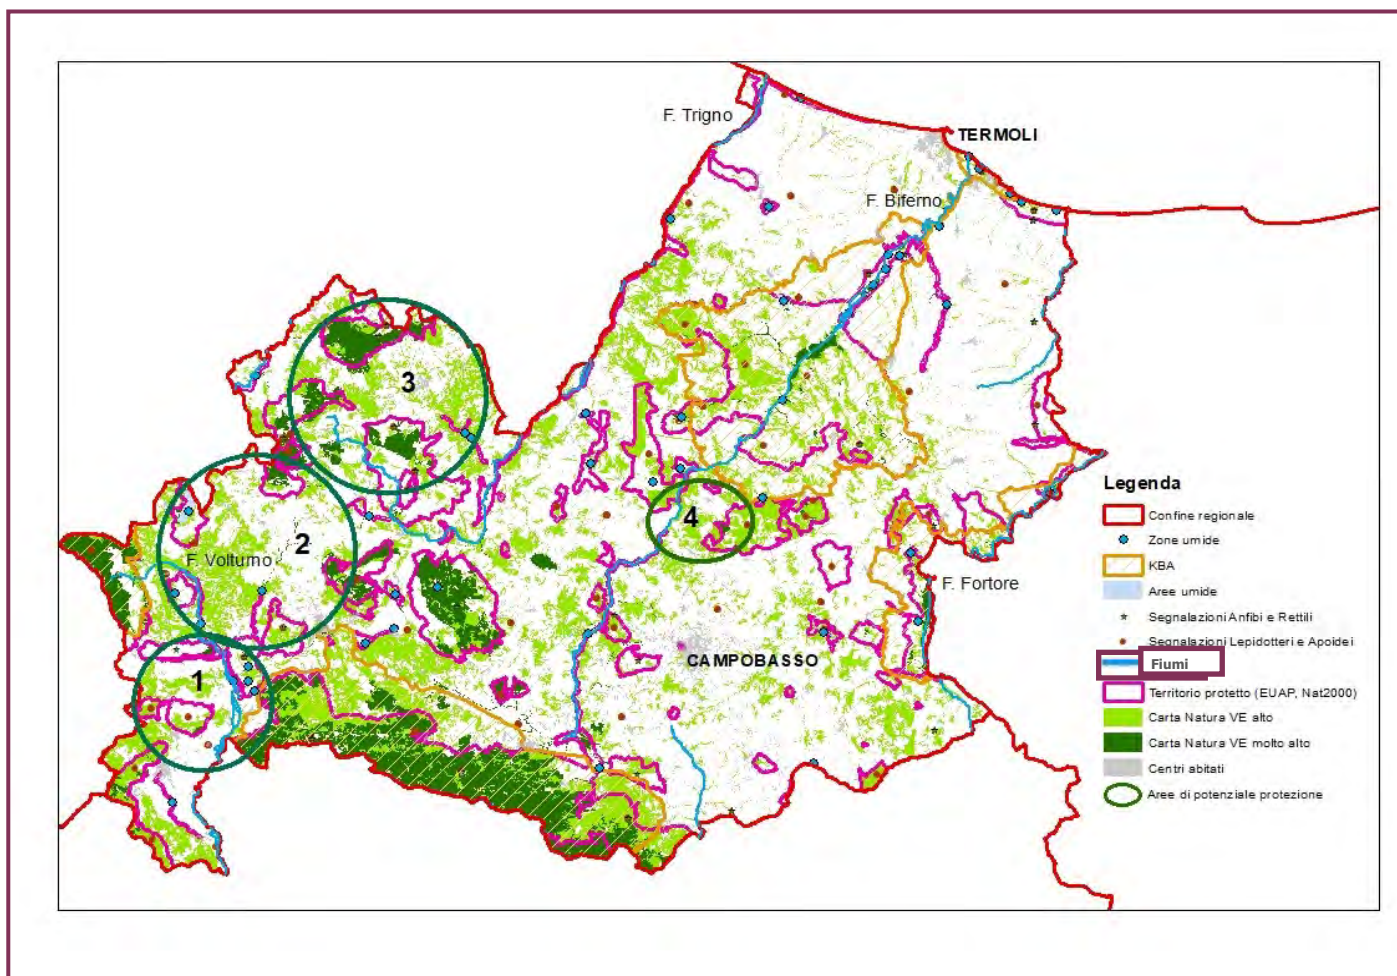 F. Trigno
TERMOLI
F. Biferno
3
4
2
F. Volturno
F. Fortore
CAMPOBASSO
1
Legenda
Confine regionale
Zone umide
KBA
Aree umide
Segnalazioni Anfibi e Rettili
Segnalazioni Lepidotteri e Apoidei
Fiumi
Territorio protetto (EUAP, Nat2000)
Carta Natura VE alto
Carta Natura VE molto alto
Centri abitati
Aree di potenziale protezione